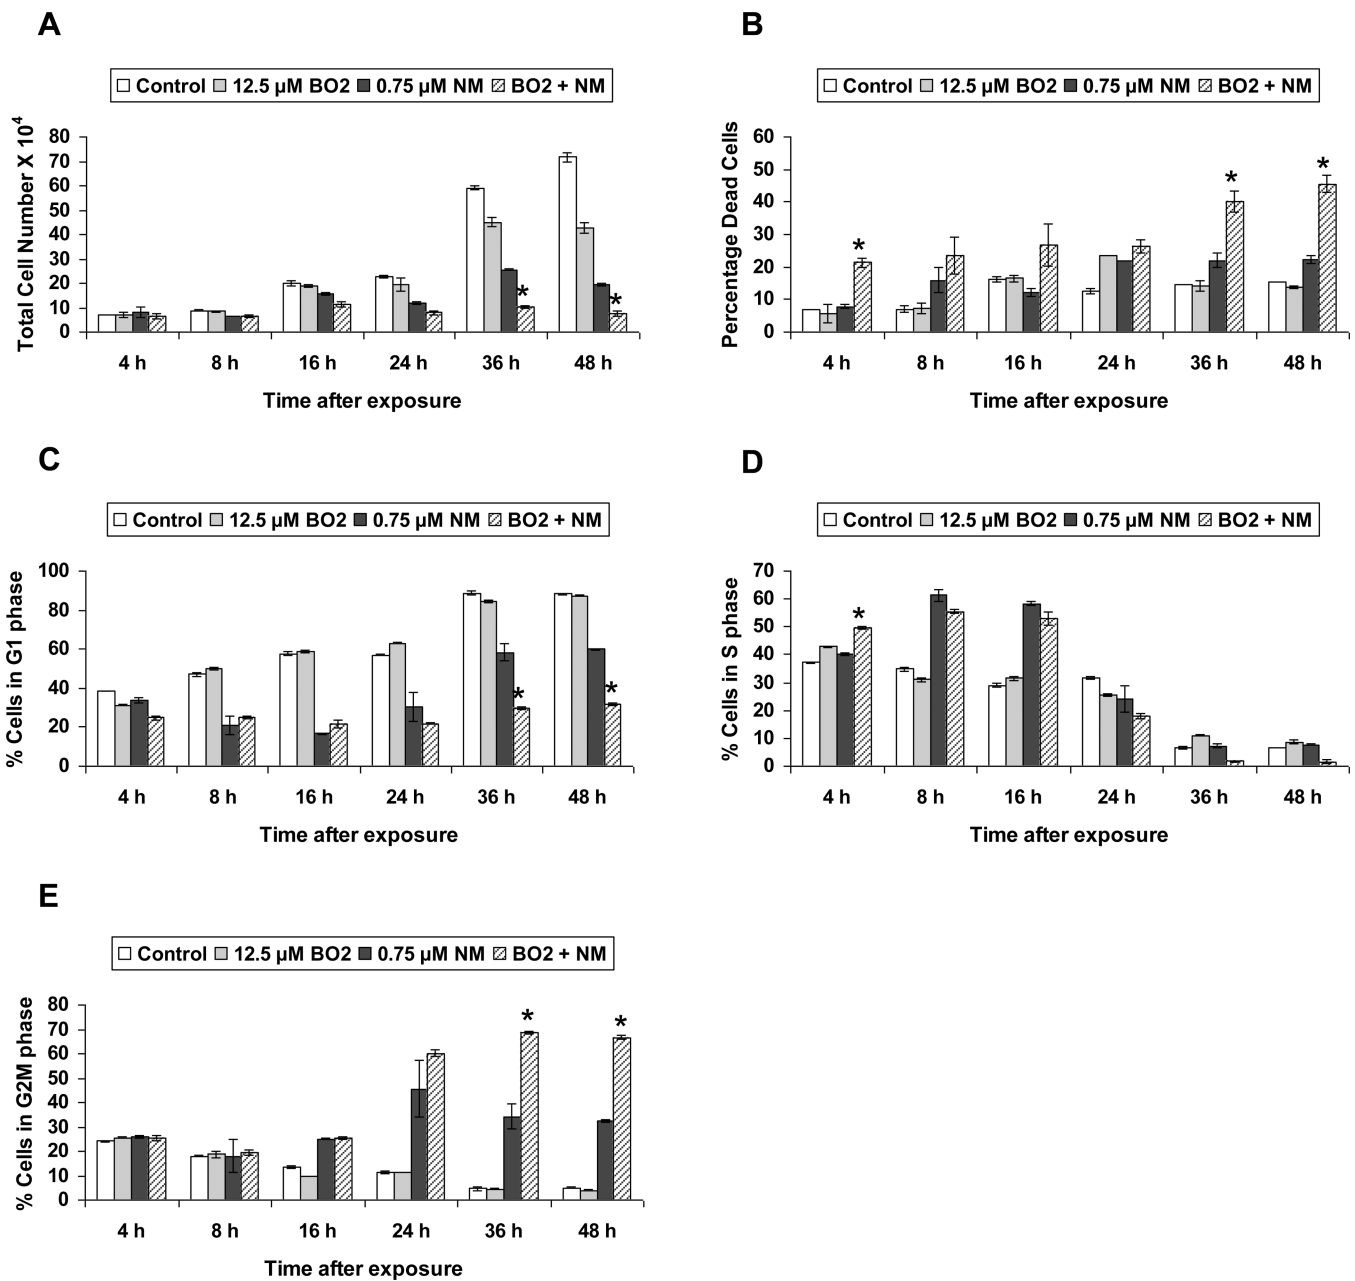 A
Control 12.5 µM BO2 0.75 µM NM BO2 + NM
Total Cell Number X 10⁴
80
70
60
50
40
30
20
10
0
* *
4 h 8 h 16 h 24 h 36 h 48 h
Time after exposure
B
Control 12.5 µM BO2 0.75 µM NM BO2 + NM
Percentage Dead Cells
60
50
40
30
20
10
0
* * *
4 h 8 h 16 h 24 h 36 h 48 h
Time after exposure
C
Control 12.5 µM BO2 0.75 µM NM BO2 + NM
% Cells in G1 phase
100
80
60
40
20
0
* *
4 h 8 h 16 h 24 h 36 h 48 h
Time after exposure
D
Control 12.5 µM BO2 0.75 µM NM BO2 + NM
% Cells in S phase
70
60
50
40
30
20
10
0
*
4 h 8 h 16 h 24 h 36 h 48 h
Time after exposure
E
Control 12.5 µM BO2 0.75 µM NM BO2 + NM
% Cells in G2M phase
80
70
60
50
40
30
20
10
0
* *
4 h 8 h 16 h 24 h 36 h 48 h
Time after exposure